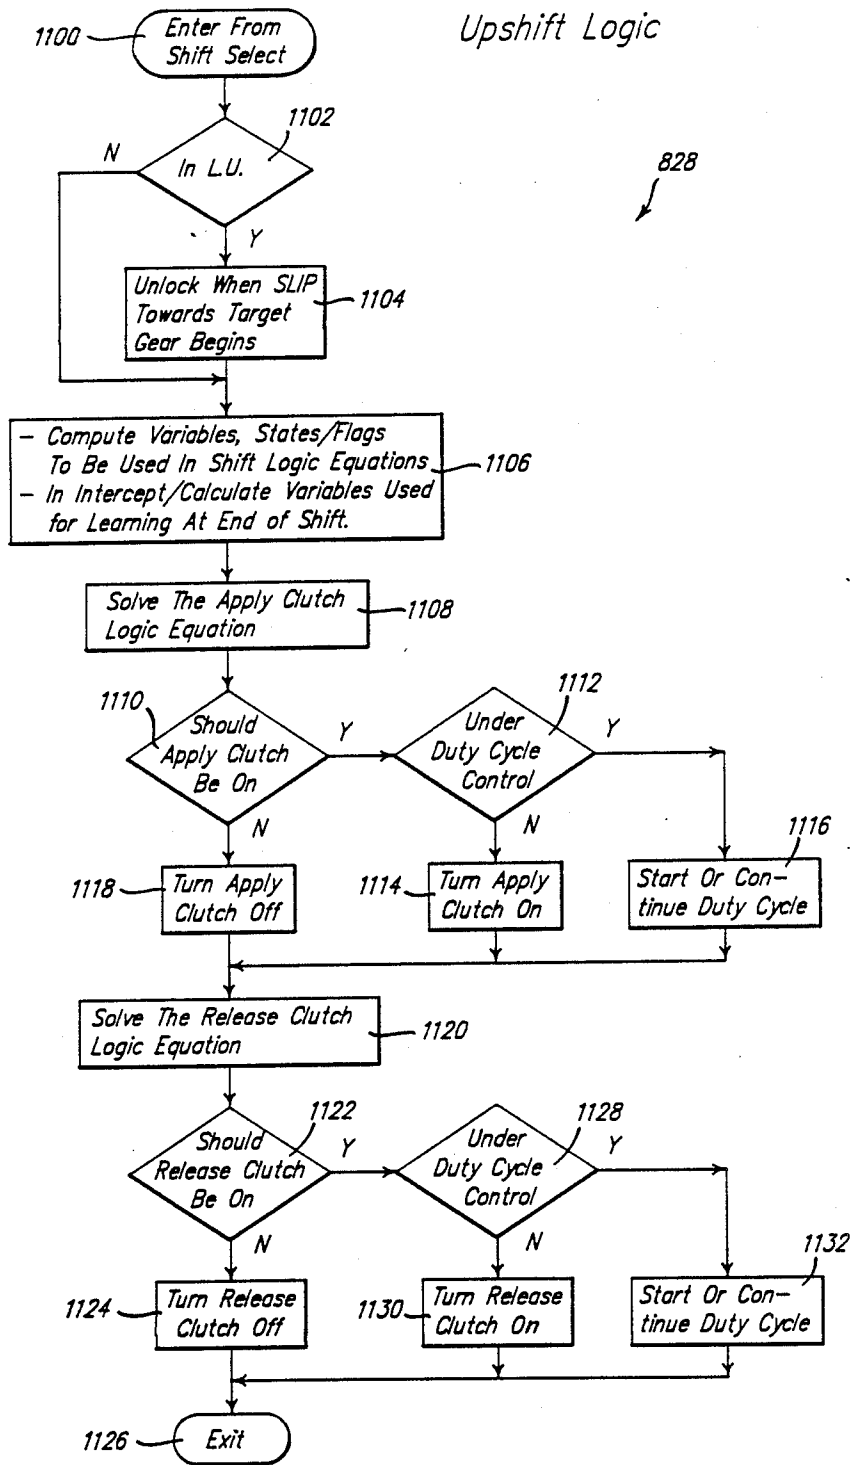 Upshift Logic
1100
Enter From
Shift Select
1102
In L.U.
N
Y
828
Unlock When SLIP
Towards Target
Gear Begins
1104
- Compute Variables, States/Flags
To Be Used In Shift Logic Equations
- In Intercept/Calculate Variables Used
for Learning At End of Shift.
1106
Solve The Apply Clutch
Logic Equation
1108
1110
Should
Apply Clutch
Be On
Y
N
1112
Under
Duty Cycle
Control
Y
N
1118
Turn Apply
Clutch Off
1114
Turn Apply
Clutch On
1116
Start Or Con-
tinue Duty Cycle
Solve The Release Clutch
Logic Equation
1120
1122
Should
Release Clutch
Be On
Y
N
1128
Under
Duty Cycle
Control
Y
N
1124
Turn Release
Clutch Off
1130
Turn Release
Clutch On
1132
Start Or Con-
tinue Duty Cycle
1126
Exit